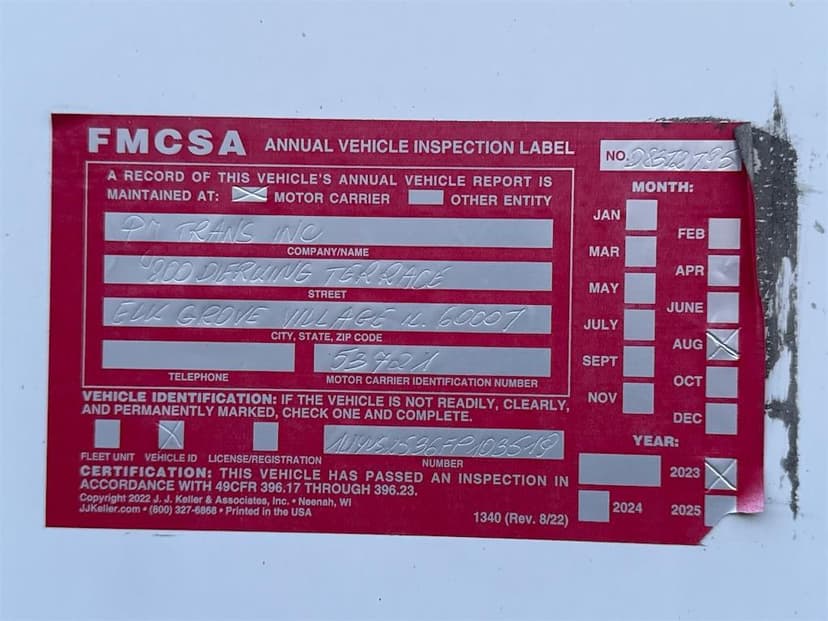 FMCSA ANNUAL VEHICLE INSPECTION LABEL
NO.
A RECORD OF THIS VEHICLE'S ANNUAL VEHICLE REPORT IS
MAINTAINED AT: MOTOR CARRIER OTHER ENTITY
PM TRANS INC
COMPANY/NAME
TERRACE
STREET
ELK GROVE VILLAGE IL. 60007
CITY, STATE, ZIP CODE
TELEPHONE
MOTOR CARRIER IDENTIFICATION NUMBER
VEHICLE IDENTIFICATION: IF THE VEHICLE IS NOT READILY, CLEARLY,
AND PERMANENTLY MARKED, CHECK ONE AND COMPLETE.
FLEET UNIT VEHICLE ID LICENSE/REGISTRATION NUMBER
CERTIFICATION: THIS VEHICLE HAS PASSED AN INSPECTION IN
ACCORDANCE WITH 49CFR 396.17 THROUGH 396.23.
Copyright 2022 J. J. Keller & Associates, Inc. • Neenah, WI
JJKeller.com • (800) 327-6868 • Printed in the USA
1340 (Rev. 8/22)
MONTH:
JAN
FEB
MAR
APR
MAY
JUNE
JULY
AUG
SEPT
OCT
NOV
DEC
YEAR:
2023
2024
2025